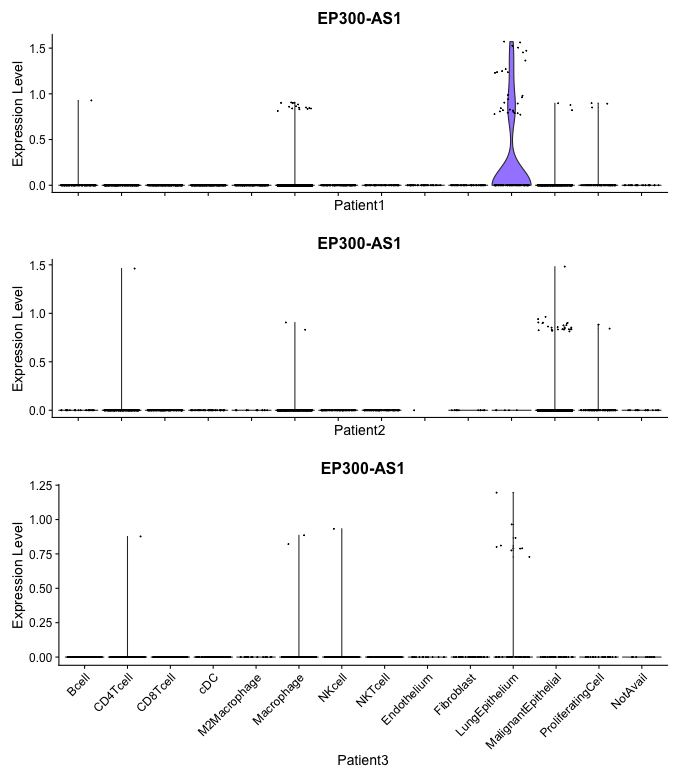 EP300-AS1
Expression Level
1.5
1.0
0.5
0.0
Patient1
EP300-AS1
Expression Level
1.5
1.0
0.5
0.0
Patient2
EP300-AS1
Expression Level
1.25
1.00
0.75
0.50
0.25
0.00
Bcell
CD4Tcell
CD8Tcell
cDC
M2Macrophage
Macrophage
NKcell
NKTcell
Endothelium
Fibroblast
LungEpithelium
MalignantEpithelial
ProliferatingCell
NotAvail
Patient3